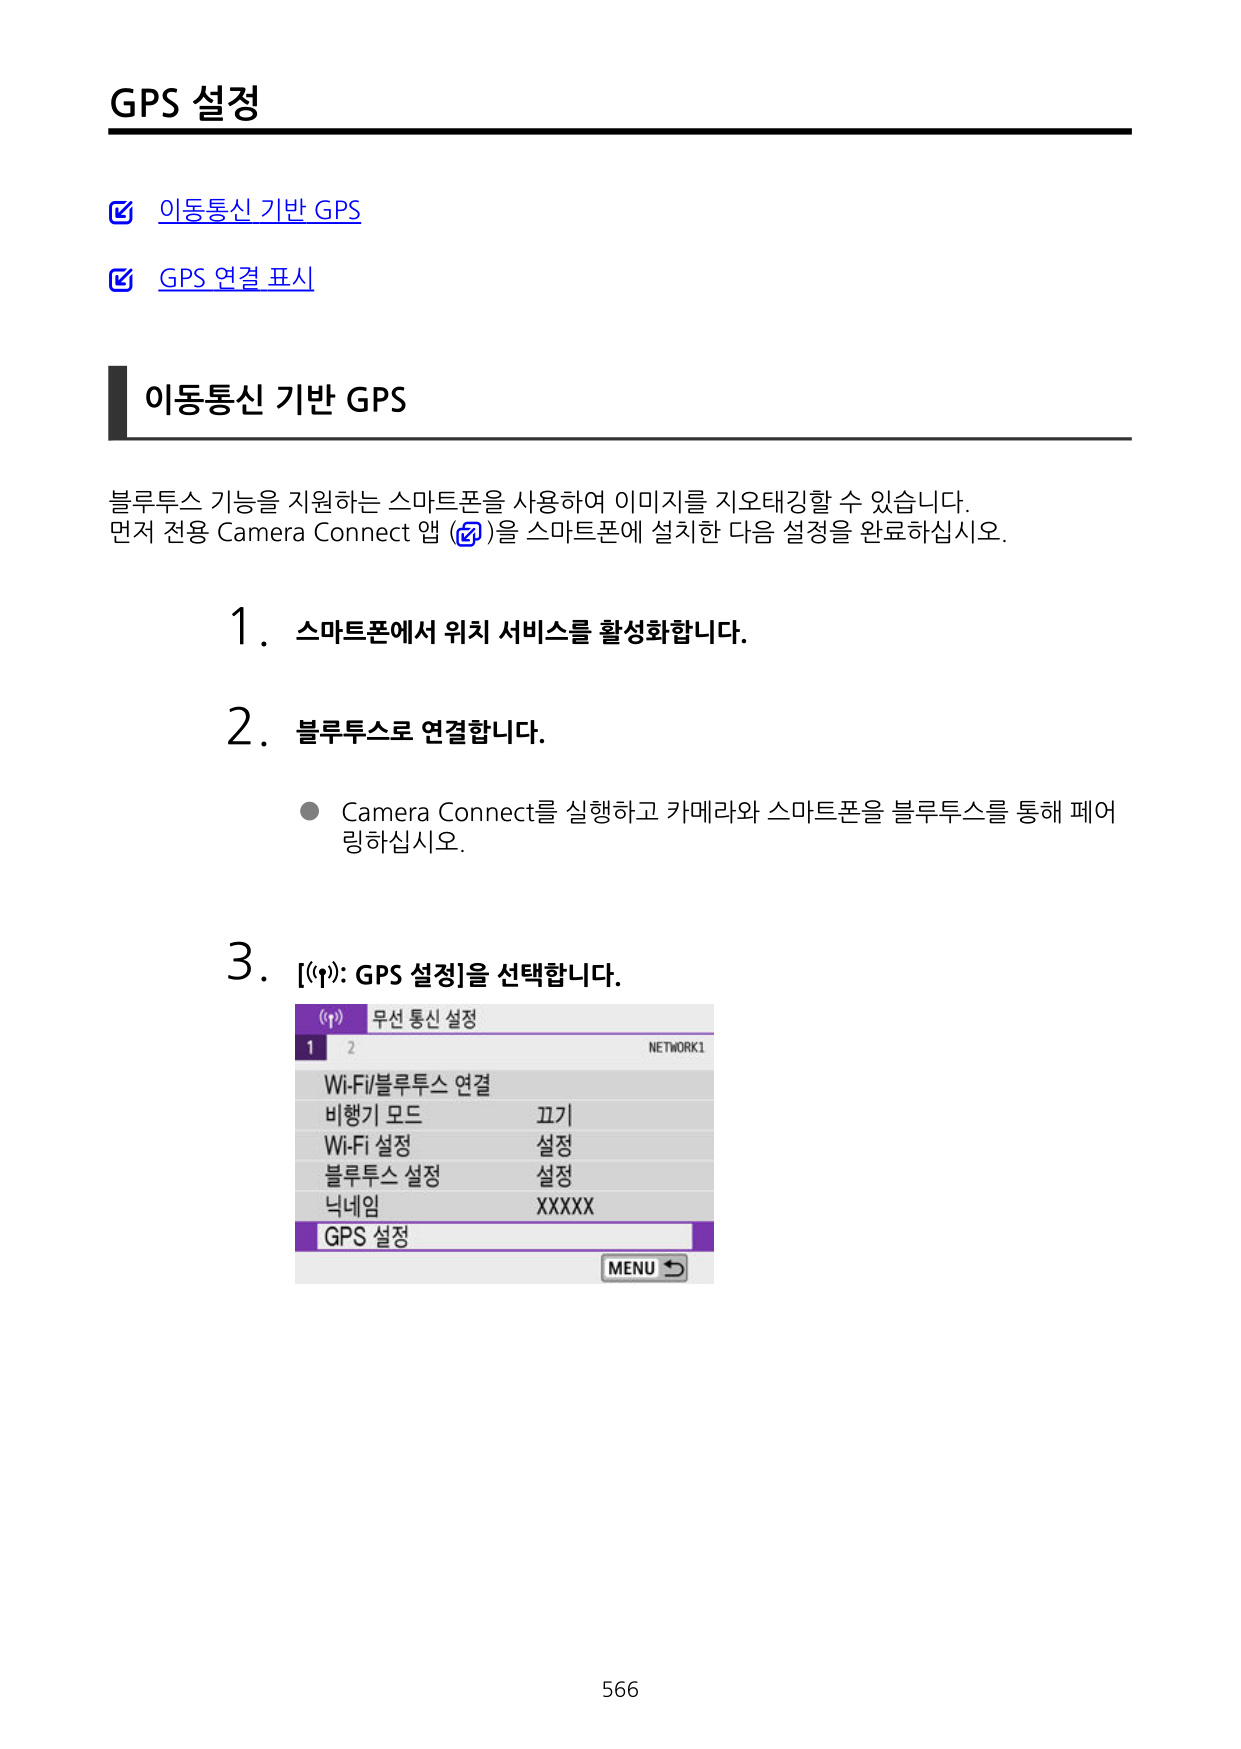 GPS 설정
이동통신 기반 GPS
GPS 연결 표시
이동통신 기반 GPS
블루투스 기능을 지원하는 스마트폰을 사용하여 이미지를 지오태깅할 수 있습니다.
먼저 전용 Camera Connect 앱 ( )을 스마트폰에 설치한 다음 설정을 완료하십시오.
1. 스마트폰에서 위치 서비스를 활성화합니다.
2. 블루투스로 연결합니다.
● Camera Connect를 실행하고 카메라와 스마트폰을 블루투스를 통해 페어
링하십시오.
3. [ : GPS 설정]을 선택합니다.
무선 통신 설정
1 2 NETWORK1
Wi-Fi/블루투스 연결
비행기 모드 끄기
Wi-Fi 설정 설정
블루투스 설정 설정
닉네임 XXXXX
GPS 설정
MENU
566